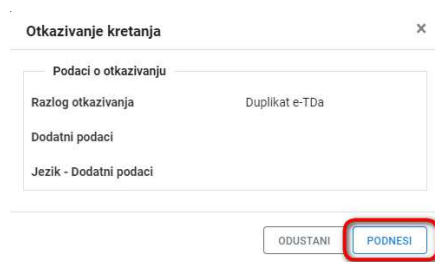 Otkazivanje kretanja ×
Podaci o otkazivanju
Razlog otkazivanja Duplikat e-TDa
Dodatni podaci
Jezik - Dodatni podaci
ODUSTANI PODNESI